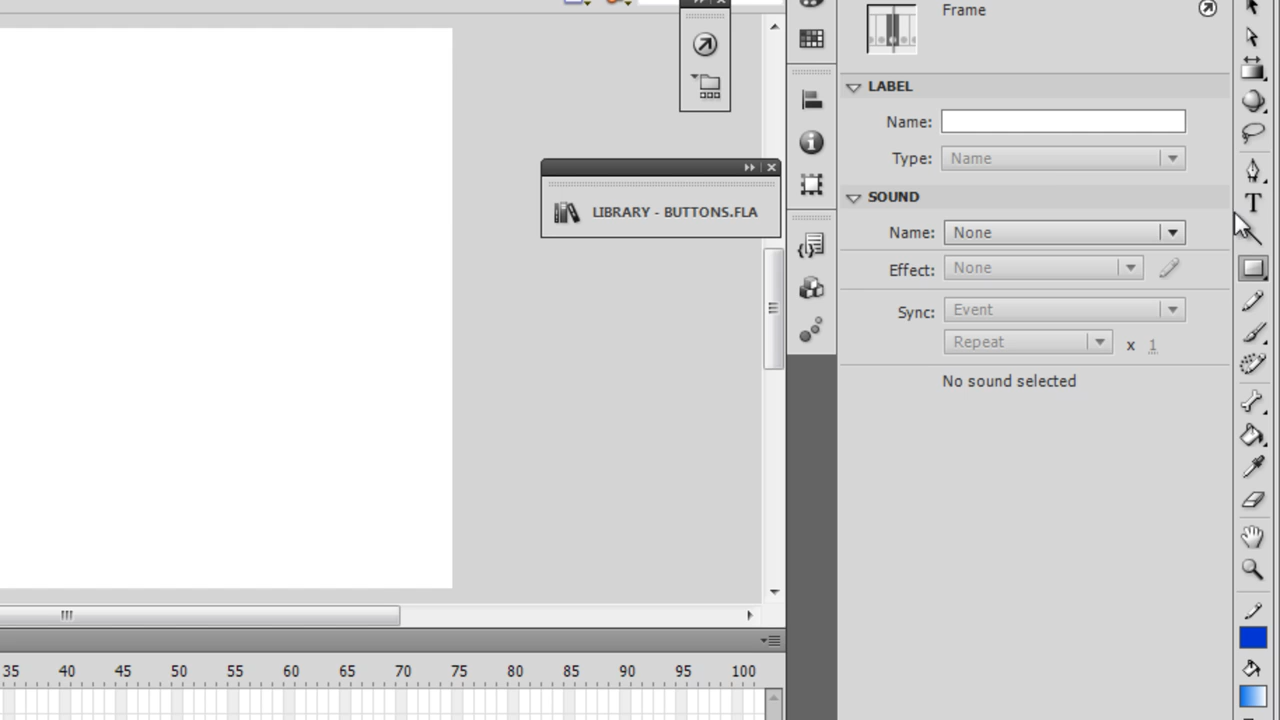 Frame
LABEL
Name:
Type: Name
LIBRARY - BUTTONS.FLA
SOUND
Name: None
Effect: None
Sync: Event
Repeat x 1
No sound selected
T
35 40 45 50 55 60 65 70 75 80 85 90 95 100